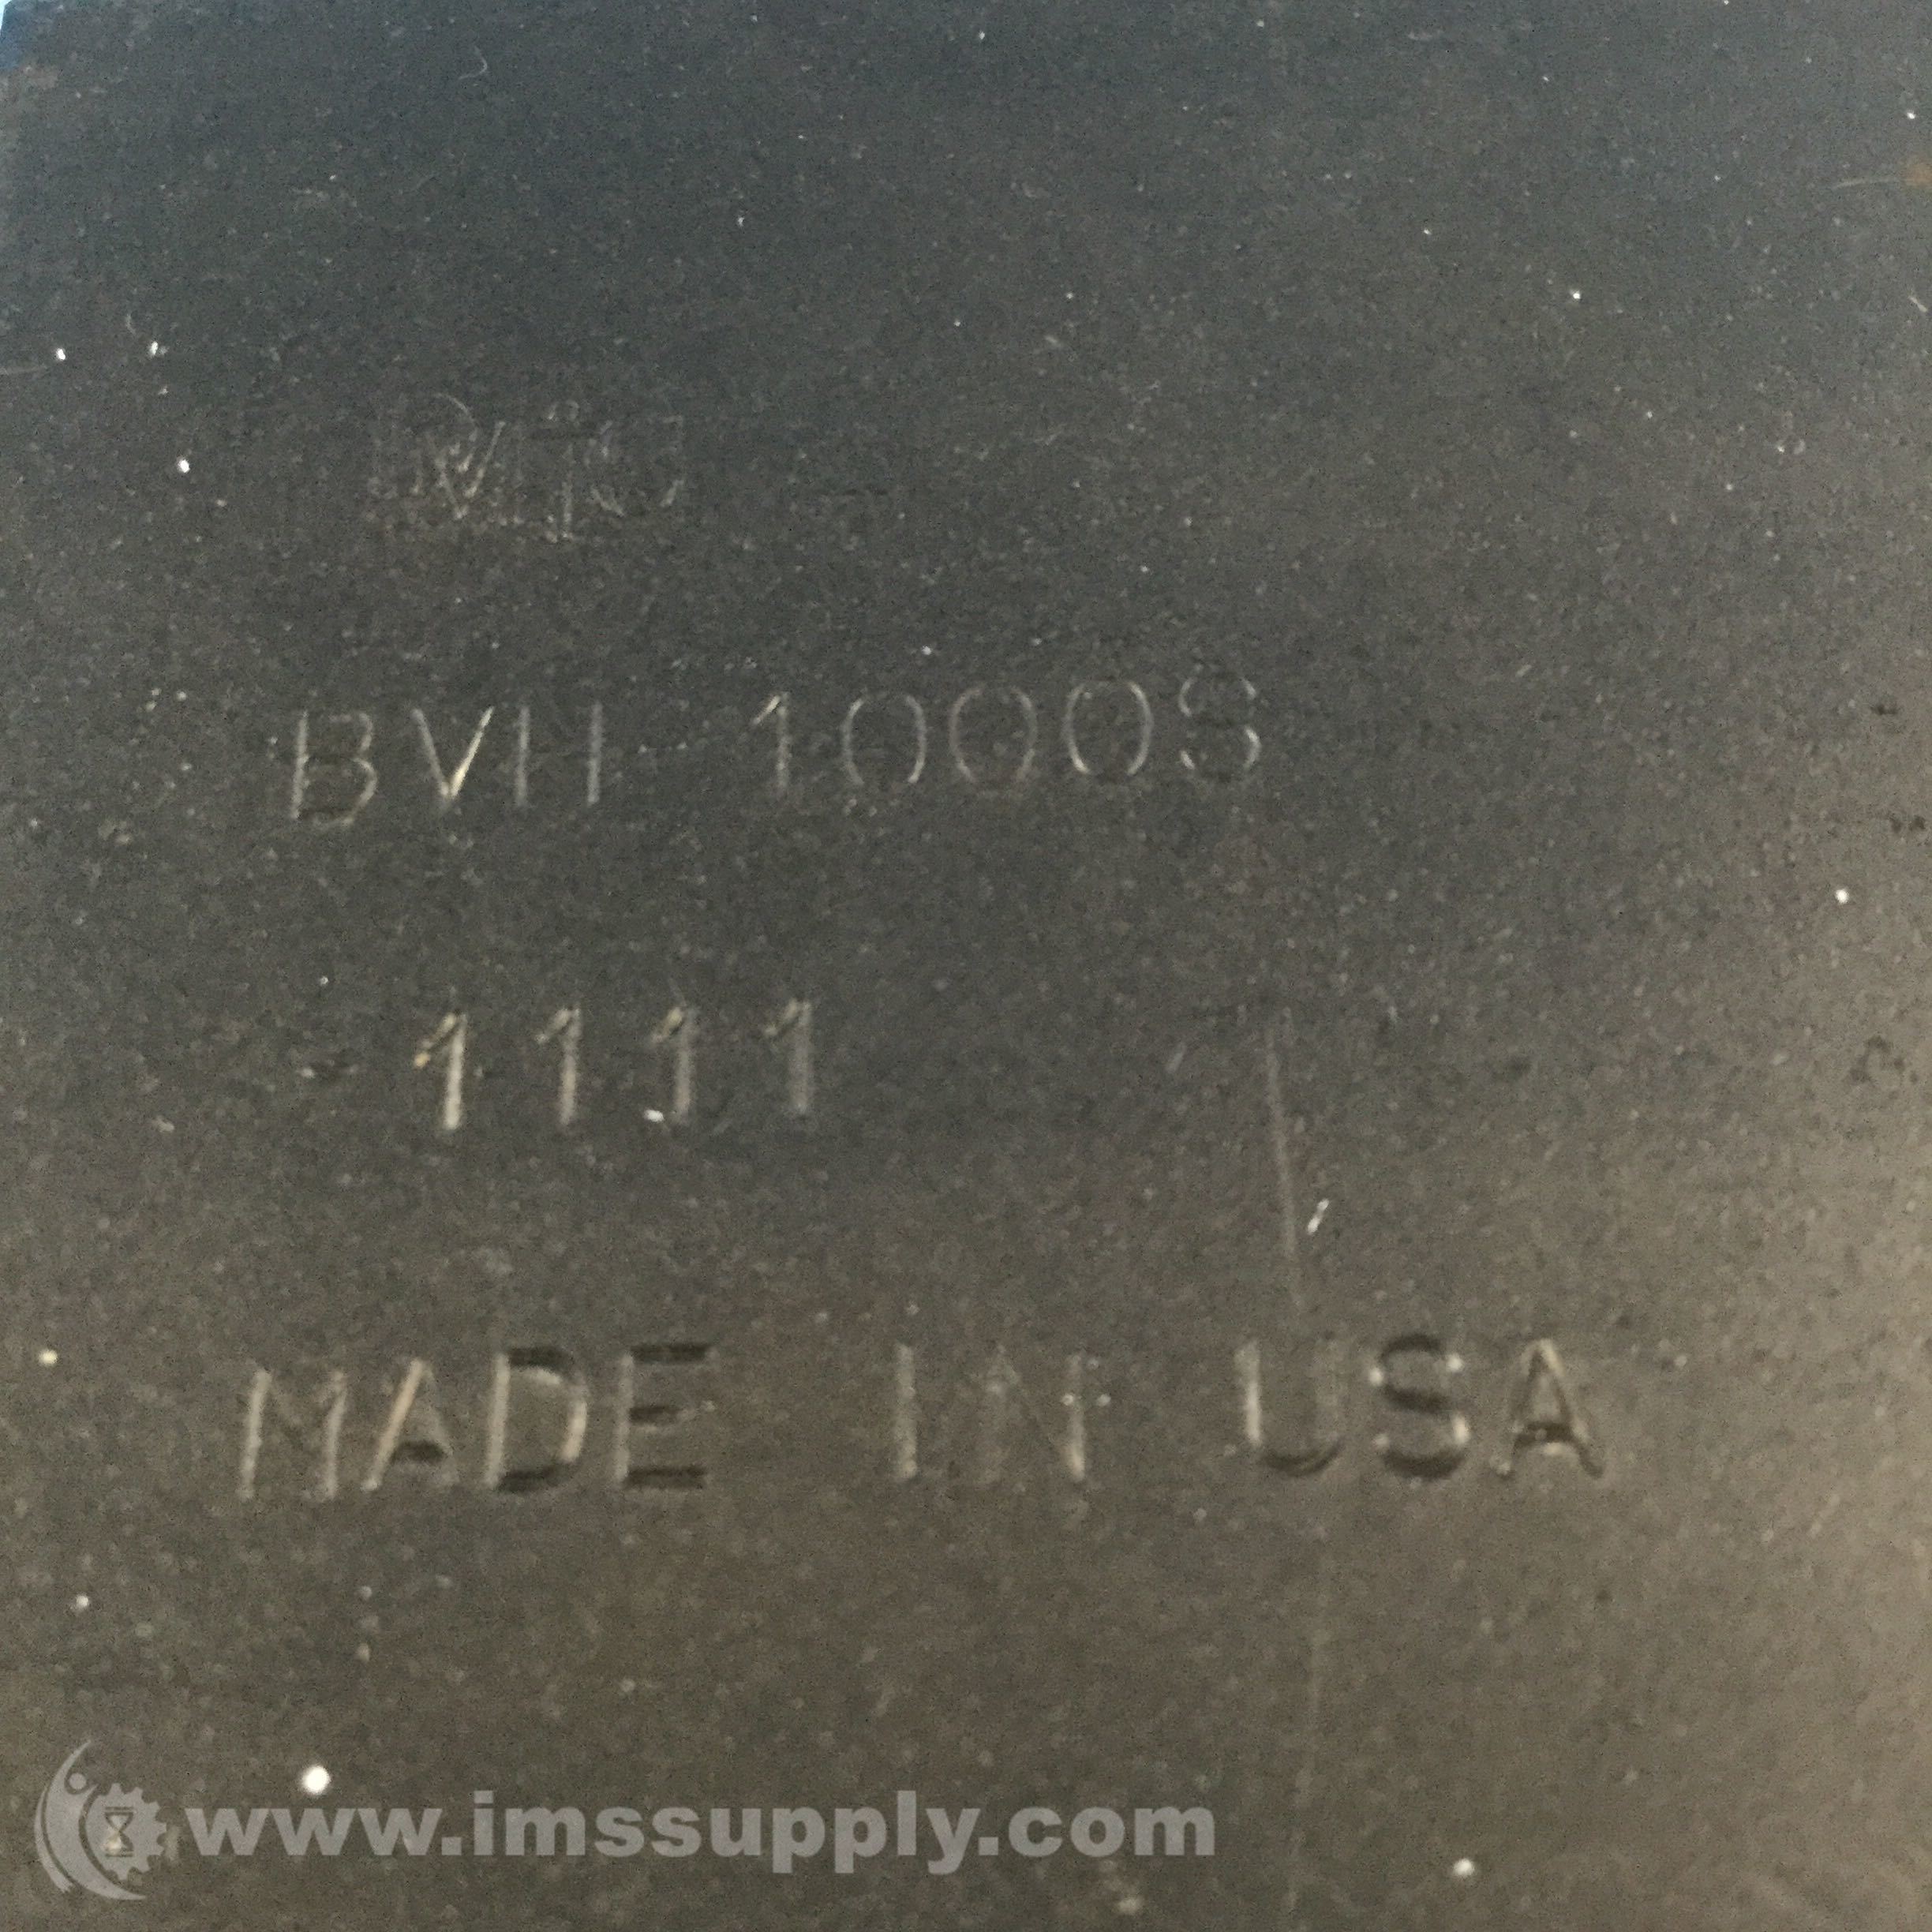 BVH 1000S
1111
MADE IN USA
www.imssupply.com